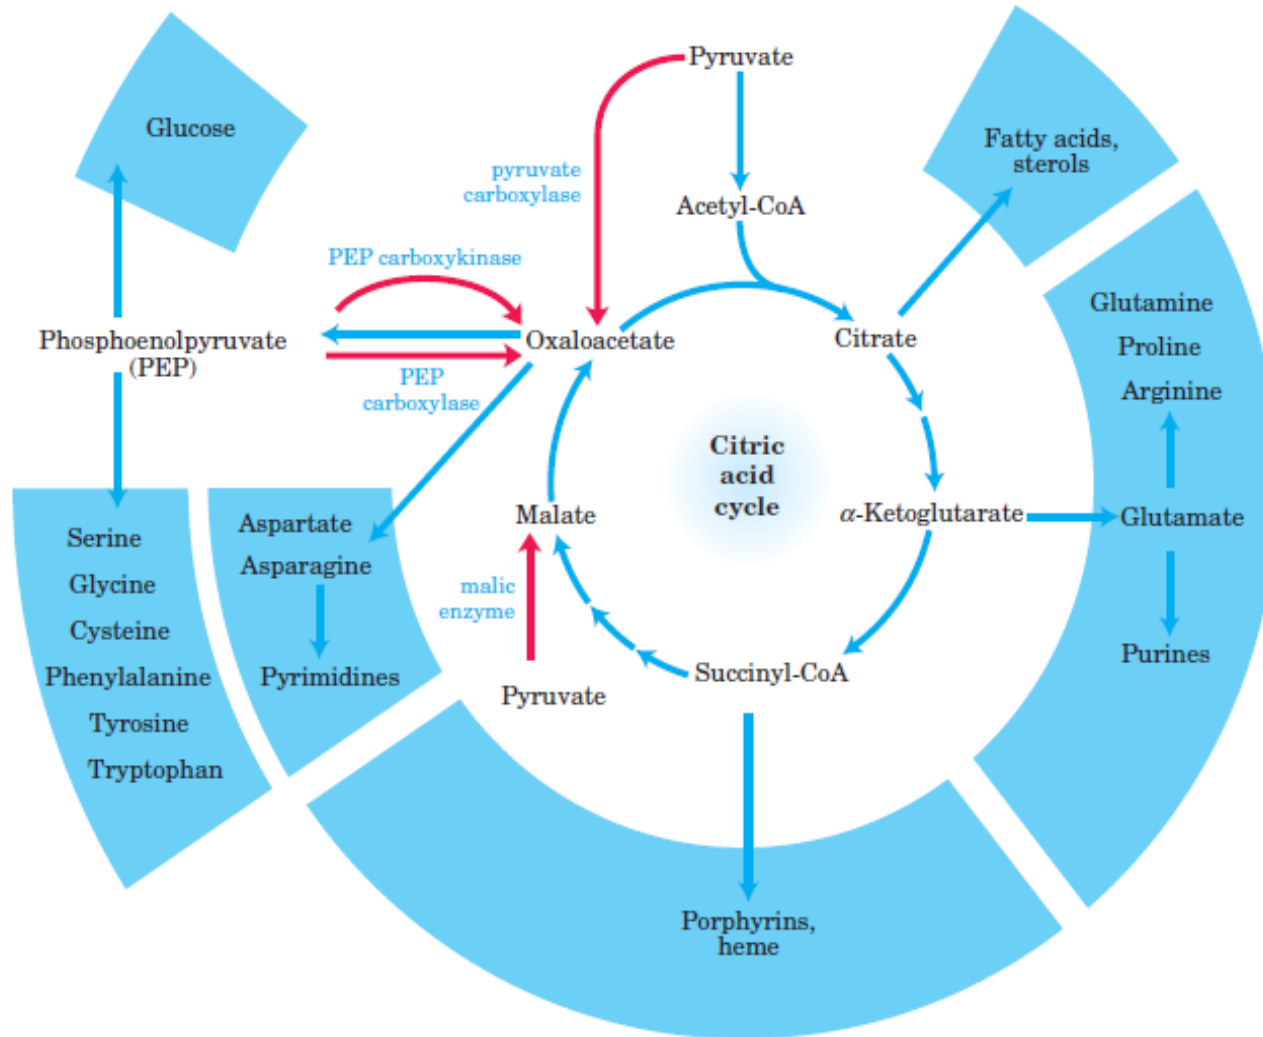 Pyruvate
Glucose
Fatty acids,
sterols
pyruvate
carboxylase
Acetyl-CoA
PEP carboxykinase
Glutamine
Phosphoenolpyruvate
(PEP)
Oxaloacetate
Citrate
Proline
PEP
carboxylase
Arginine
Citric
acid
cycle
Malate
α-Ketoglutarate
Glutamate
Serine
Glycine
Cysteine
Phenylalanine
Tyrosine
Tryptophan
Aspartate
Asparagine
Pyrimidines
malic
enzyme
Pyruvate
Succinyl-CoA
Purines
Porphyrins,
heme